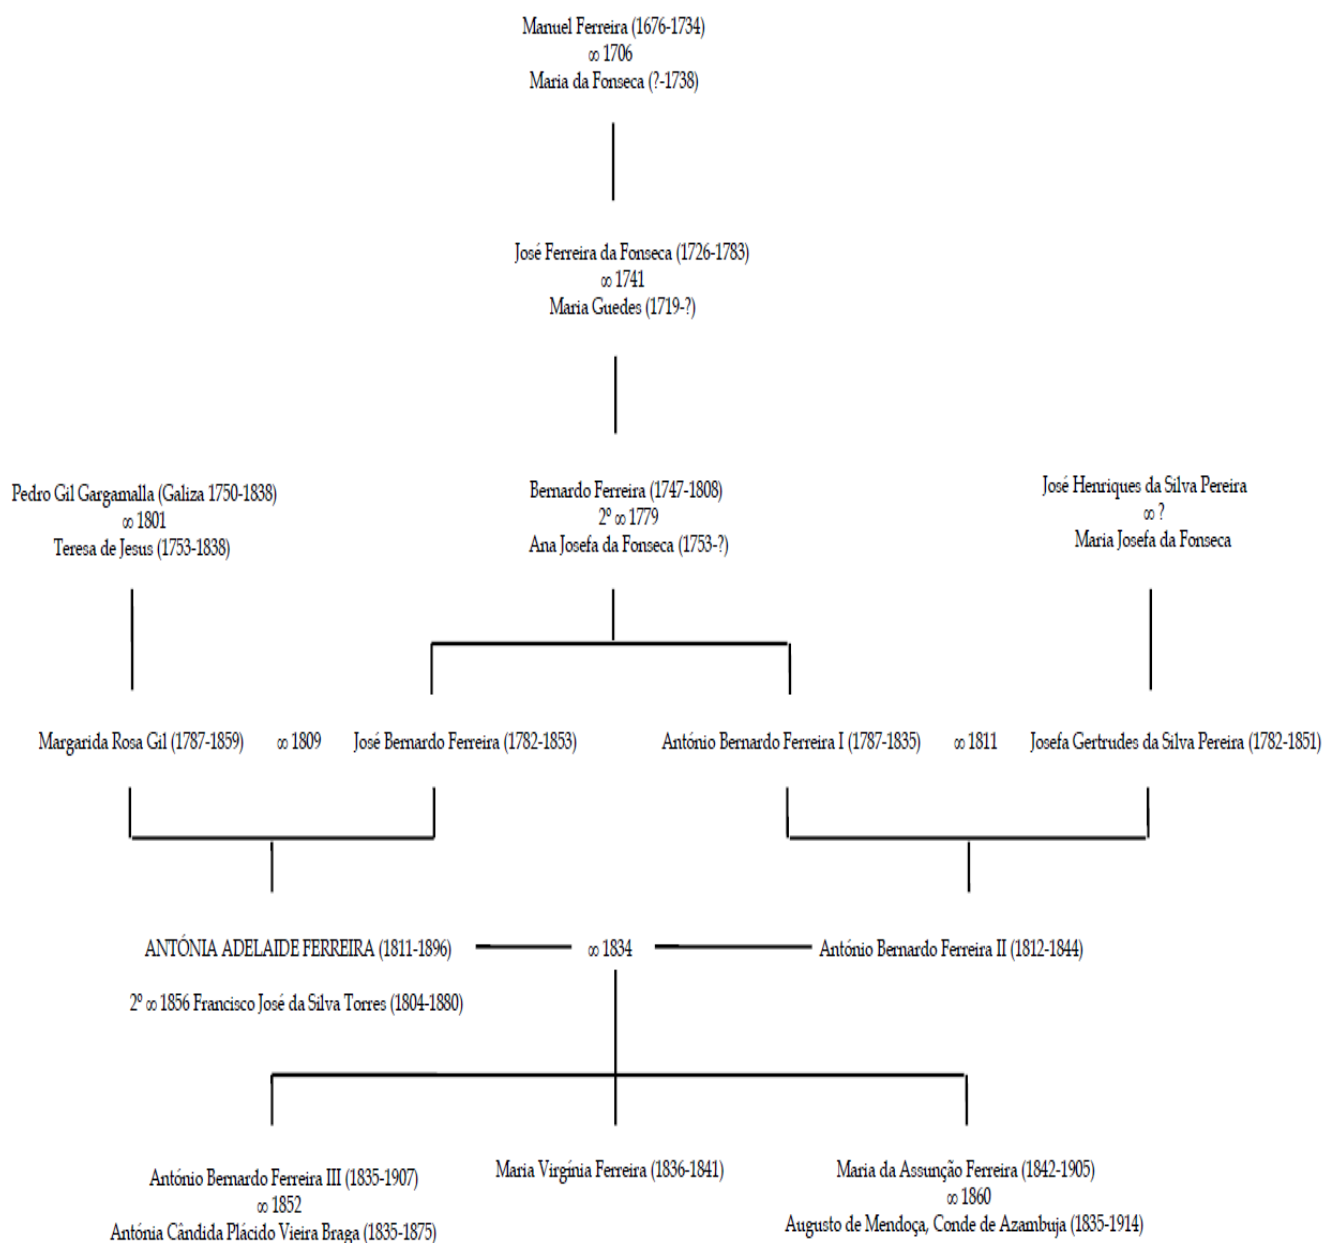 Manuel Ferreira (1676-1734)
∞ 1706
Maria da Fonseca (?-1738)
José Ferreira da Fonseca (1726-1783)
∞ 1741
Maria Guedes (1719-?)
Pedro Gil Gargamalla (Galiza 1750-1838)
∞ 1801
Teresa de Jesus (1753-1838)
Bernardo Ferreira (1747-1808)
2º ∞ 1779
Ana Josefa da Fonseca (1753-?)
José Henriques da Silva Pereira
∞ ?
Maria Josefa da Fonseca
Margarida Rosa Gil (1787-1859) ∞ 1809 José Bernardo Ferreira (1782-1853) António Bernardo Ferreira I (1787-1835) ∞ 1811 Josefa Gertrudes da Silva Pereira (1782-1851)
ANTÓNIA ADELAIDE FERREIRA (1811-1896) ∞ 1834 António Bernardo Ferreira II (1812-1844)
2º ∞ 1856 Francisco José da Silva Torres (1804-1880)
António Bernardo Ferreira III (1835-1907)
∞ 1852
Antónia Cândida Plácido Vieira Braga (1835-1875)
Maria Virgínia Ferreira (1836-1841)
Maria da Assunção Ferreira (1842-1905)
∞ 1860
Augusto de Mendoça, Conde de Azambuja (1835-1914)